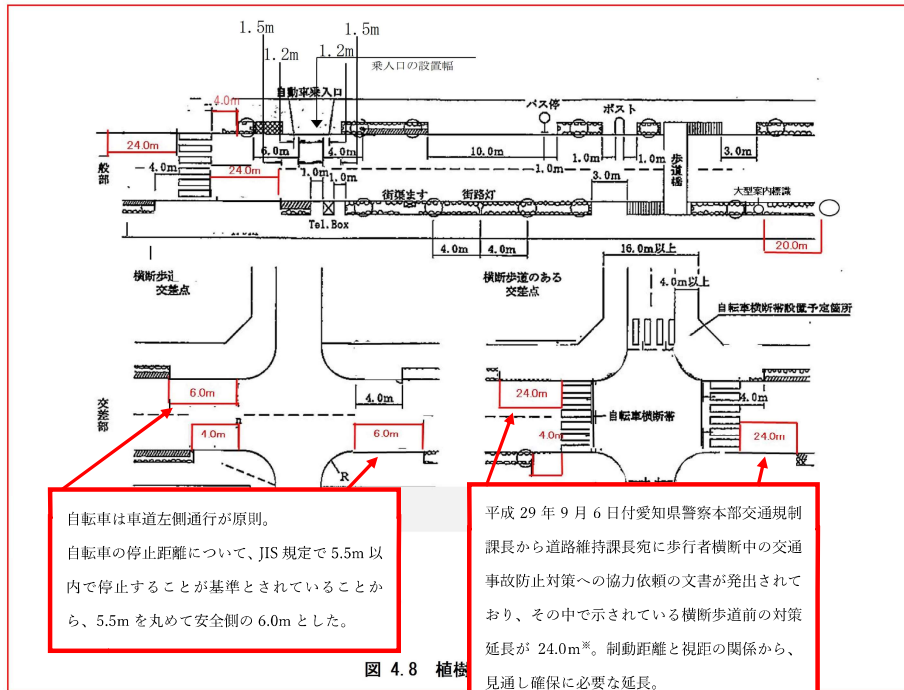 1.5m
1.5m
1.2m
1.2m
乗入口の設置幅
自動車乗入口
バス停
ポスト
4.0m
24.0m
6.0m
4.0m
10.0m
1.0m
1.0m
3.0m
一般部
4.0m
24.0m
1.0m
1.0m
1.0m
3.0m
歩道橋
街渠ます
街路灯
大型案内標識
Tel.Box
4.0m
4.0m
16.0m以上
20.0m
横断歩道
交差点
横断歩道のある
交差点
4.0m以上
自転車横断帯設置予定箇所
交差部
6.0m
4.0m
24.0m
4.0m
自転車横断帯
4.0m
6.0m
4.0m
24.0m
R
自転車は車道左側通行が原則。
自転車の停止距離について、JIS 規定で 5.5m 以
内で停止することが基準とされていることか
ら、5.5m を丸めて安全側の 6.0m とした。
平成 29 年 9 月 6 日付愛知県警察本部交通規制
課長から道路維持課長宛に歩行者横断中の交通
事故防止対策への協力依頼の文書が発出されて
おり、その中で示されている横断歩道前の対策
延長が 24.0m※。制動距離と視距の関係から、
見通し確保に必要な延長。
図 4.8 植樹